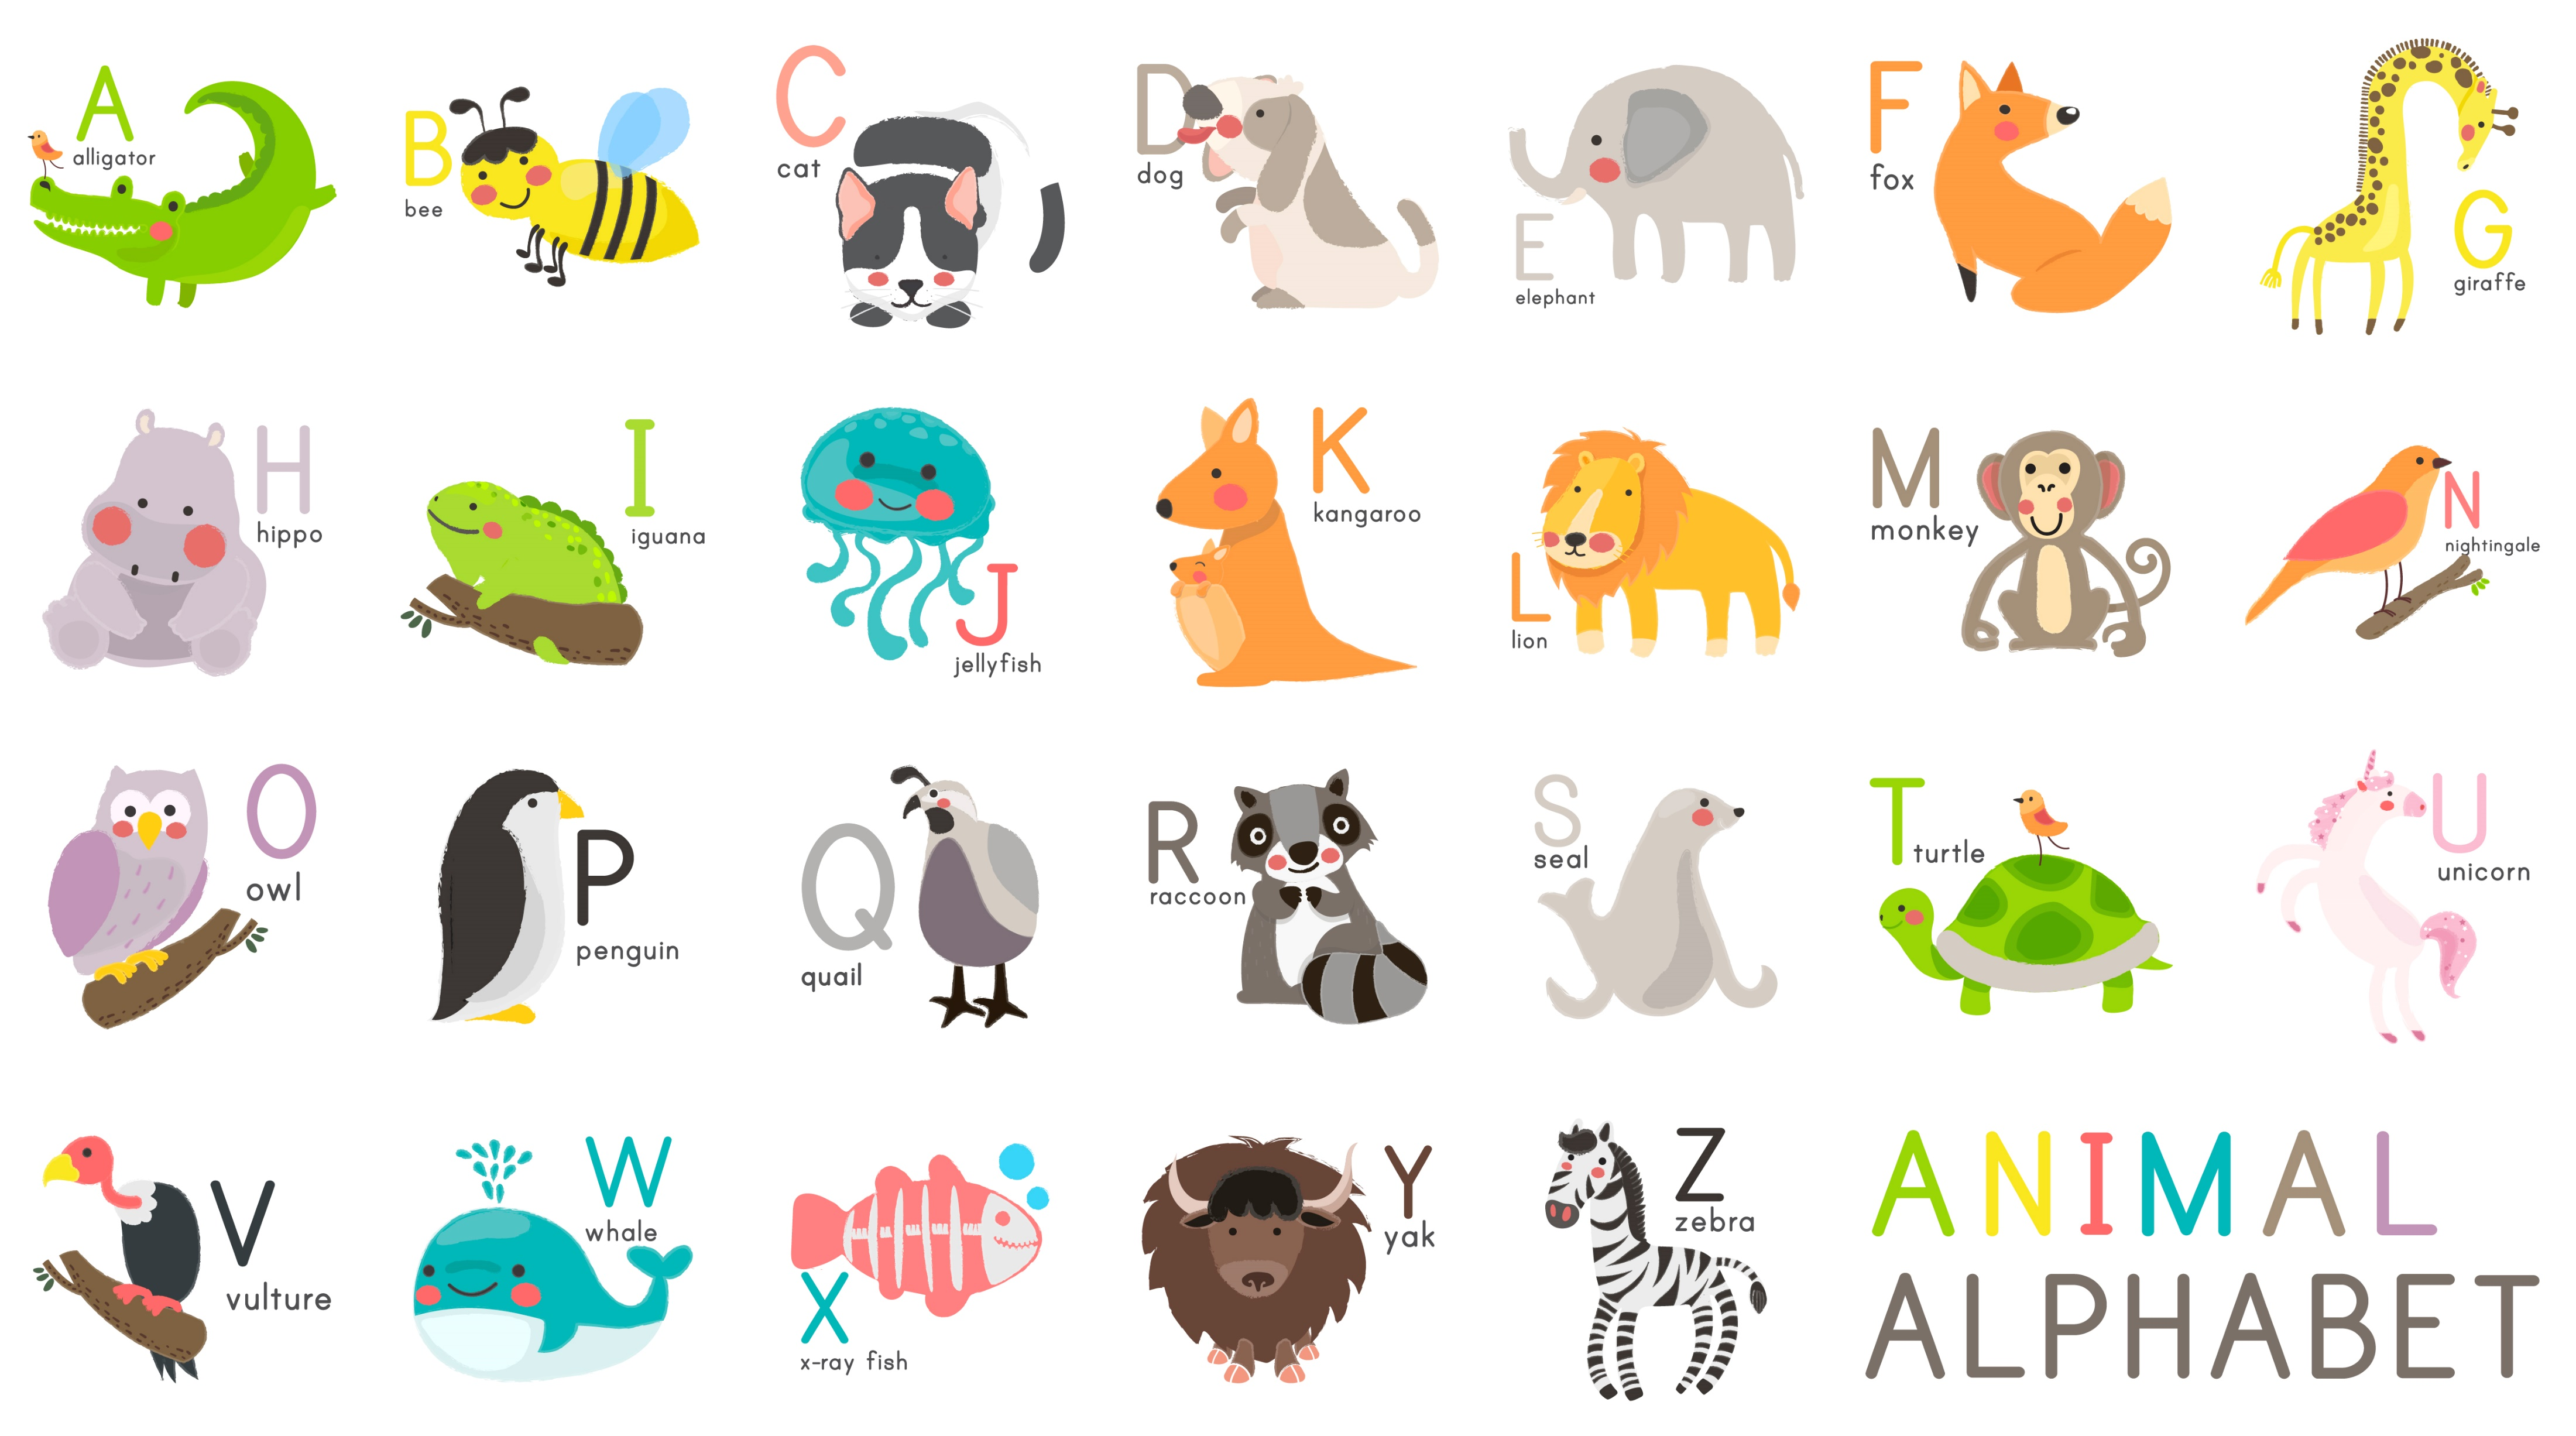 A
alligator
B
bee
C
cat
D
dog
E
elephant
F
fox
G
giraffe
H
hippo
I
iguana
J
jellyfish
K
kangaroo
L
lion
M
monkey
N
nightingale
O
owl
P
penguin
Q
quail
R
raccoon
S
seal
T
turtle
U
unicorn
V
vulture
W
whale
X
x-ray fish
Y
yak
Z
zebra
ANIMAL
ALPHABET